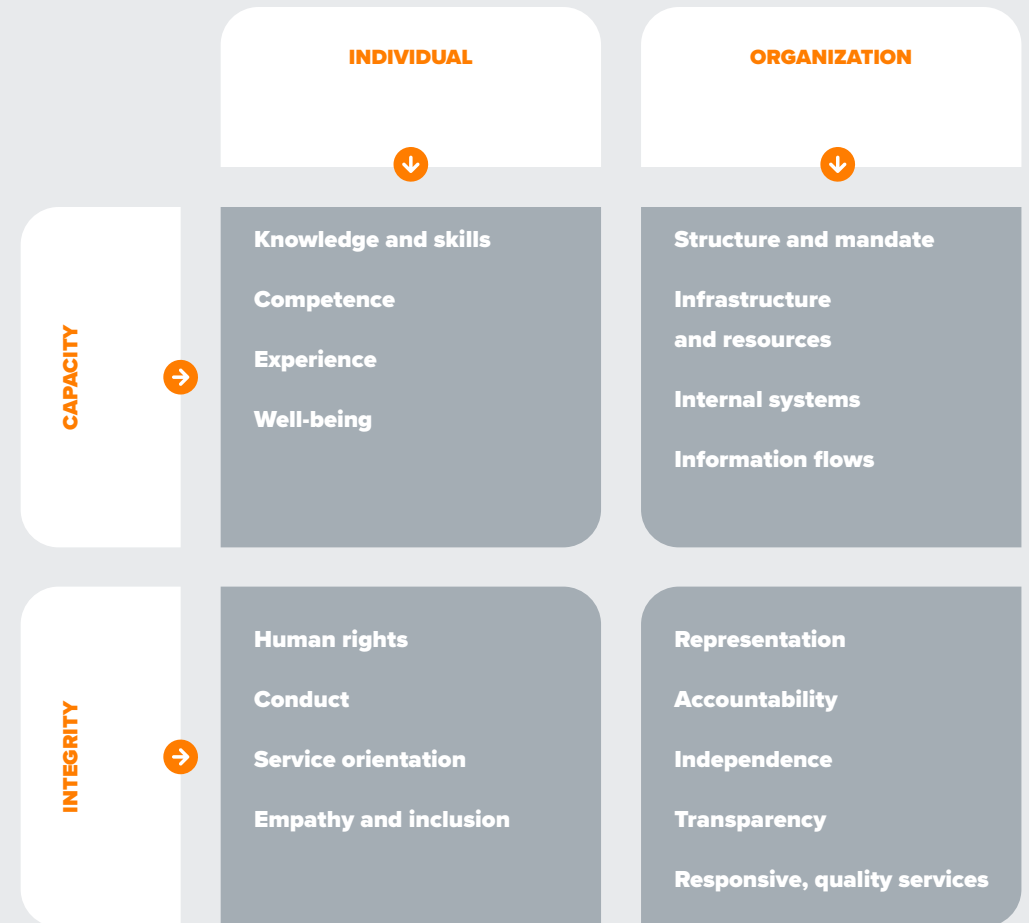 INDIVIDUAL
ORGANIZATION
CAPACITY
Knowledge and skills
Competence
Experience
Well-being
Structure and mandate
Infrastructure
and resources
Internal systems
Information flows
INTEGRITY
Human rights
Conduct
Service orientation
Empathy and inclusion
Representation
Accountability
Independence
Transparency
Responsive, quality services